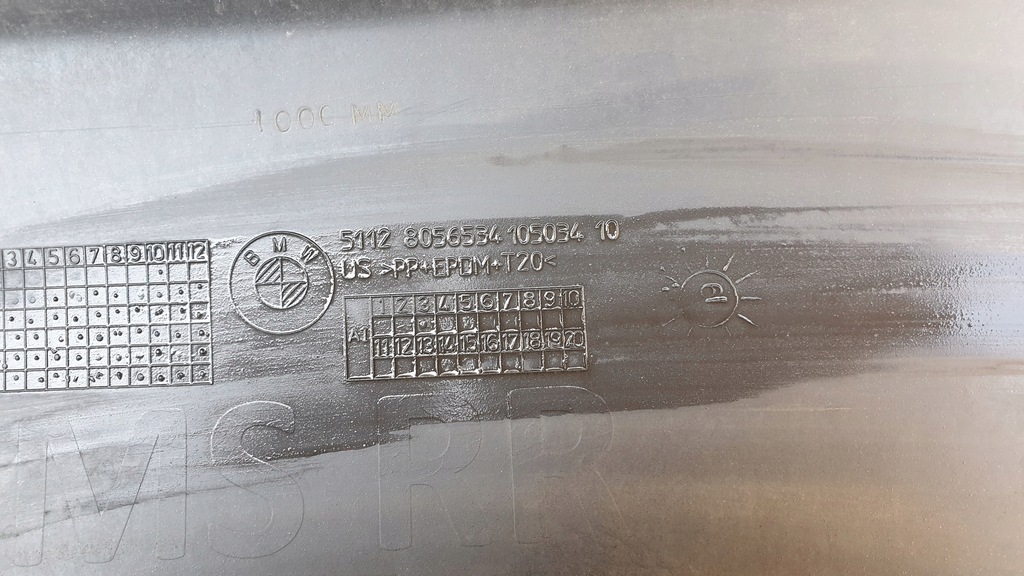 1000 MM
5112 8056534 105034 10
BMW
US >PP+EPDM+T20<
3 4 5 6 7 8 9 10 11 12
1 2 3 4 5 6 7 8 9 10
A1
11 12 13 14 15 16 17 18 19 20
e
MS RR